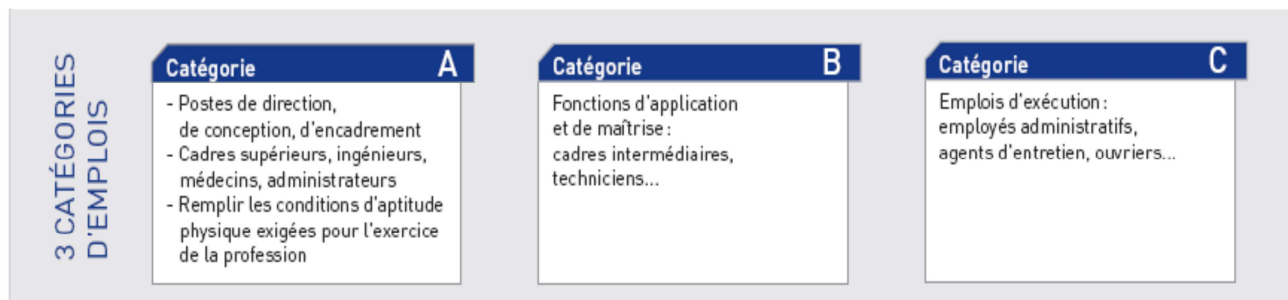 3 CATÉGORIES
D'EMPLOIS
Catégorie A
- Postes de direction,
de conception, d'encadrement
- Cadres supérieurs, ingénieurs,
médecins, administrateurs
- Remplir les conditions d'aptitude
physique exigées pour l'exercice
de la profession
Catégorie B
Fonctions d'application
et de maîtrise :
cadres intermédiaires,
techniciens...
Catégorie C
Emplois d'exécution :
employés administratifs,
agents d'entretien, ouvriers...